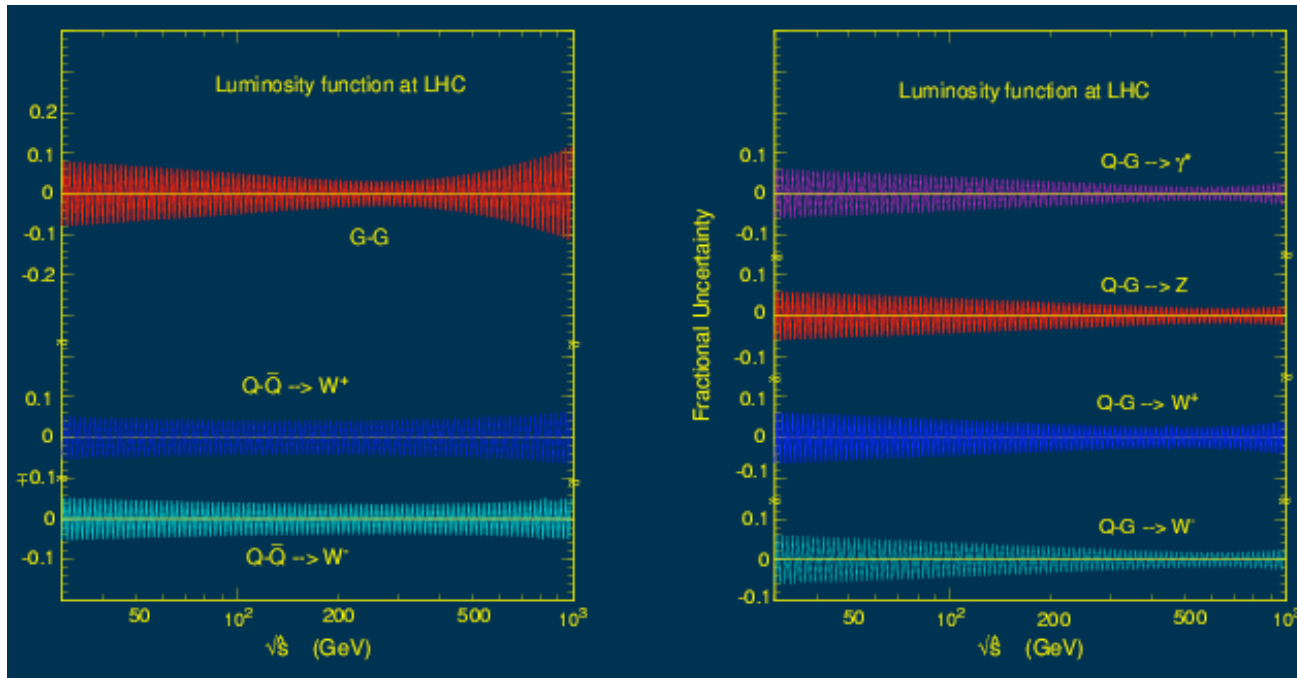 Luminosity function at LHC
0.2
0.1
0
-0.1
-0.2
G-G
Q-Q̅ --> W⁺
0.1
0
∓0.1
0
-0.1
Q-Q̅ --> W⁻
50 10² 200 500 10³
√ŝ (GeV)
Luminosity function at LHC
Fractional Uncertainty
Q-G --> γ*
0.1
0
-0.1
Q-G --> Z
0.1
0
-0.1
Q-G --> W⁺
0.1
0
-0.1
Q-G --> W⁻
0.1
0
-0.1
50 10² 200 500 10³
√ŝ (GeV)